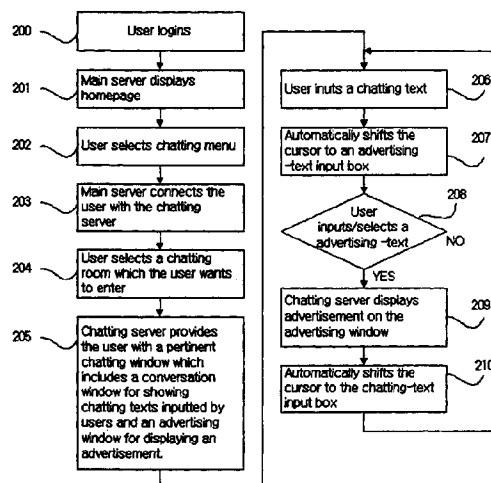 200
User logins
201
Main server displays
homepage
202
User selects chatting menu
203
Main server connects the
user with the chatting
server
204
User selects a chatting
room which the user wants
to enter
205
Chatting server provides
the user with a pertinent
chatting window which
includes a conversation
window for showing
chatting texts inputted by
users and an advertising
window for displaying an
advertisement.
User inuts a chatting text
206
Automatically shifts the
cursor to an advertising
-text input box
207
User
inputs/selects a
advertising -text
208
NO
YES
Chatting server displays
advertisement on the
advertising window
209
Automatically shifts the
cursor to the chatting-text
input box
210